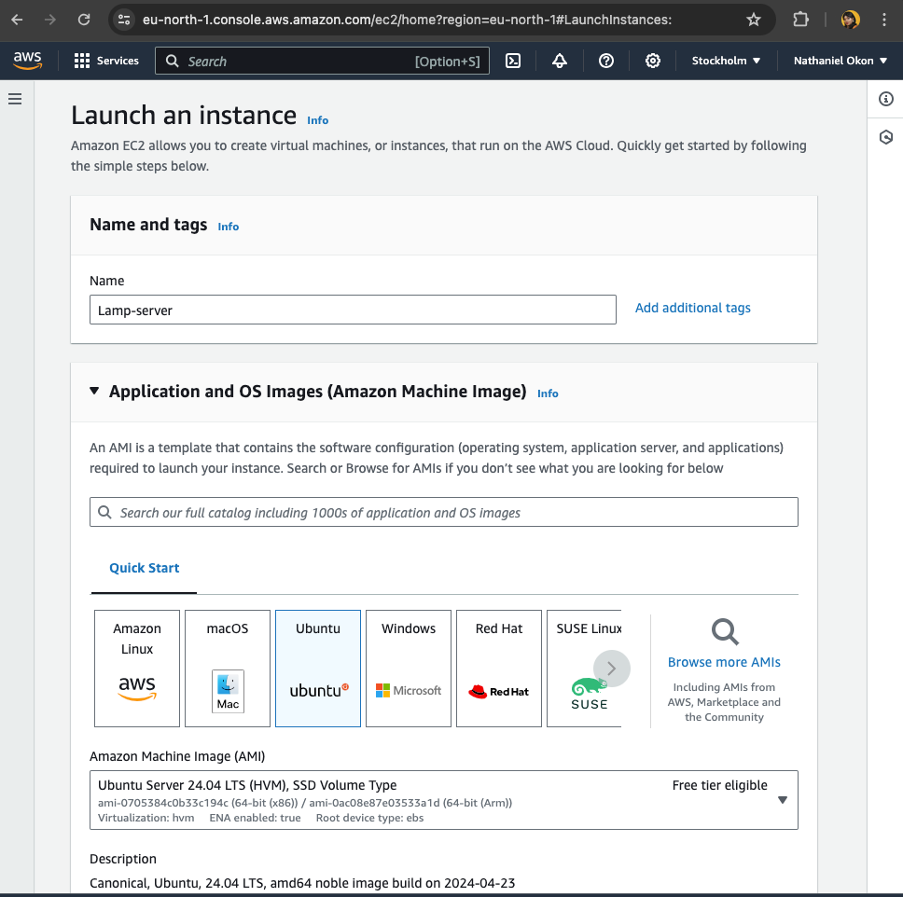 eu-north-1.console.aws.amazon.com/ec2/home?region=eu-north-1#LaunchInstances:
aws Services Search [Option+S] Stockholm Nathaniel Okon
Launch an instance Info
Amazon EC2 allows you to create virtual machines, or instances, that run on the AWS Cloud. Quickly get started by following
the simple steps below.
Name and tags Info
Name
Lamp-server Add additional tags
Application and OS Images (Amazon Machine Image) Info
An AMI is a template that contains the software configuration (operating system, application server, and applications)
required to launch your instance. Search or Browse for AMIs if you don't see what you are looking for below
Search our full catalog including 1000s of application and OS images
Quick Start
Amazon
Linux
aws
macOS
Mac
Ubuntu
ubuntu
Windows
Microsoft
Red Hat
Red Hat
SUSE Linux
SUSE
Browse more AMIs
Including AMIs from
AWS, Marketplace and
the Community
Amazon Machine Image (AMI)
Ubuntu Server 24.04 LTS (HVM), SSD Volume Type Free tier eligible
ami-0705384c0b33c194c (64-bit (x86)) / ami-0ac08e87e03533a1d (64-bit (Arm))
Virtualization: hvm ENA enabled: true Root device type: ebs
Description
Canonical, Ubuntu, 24.04 LTS, amd64 noble image build on 2024-04-23